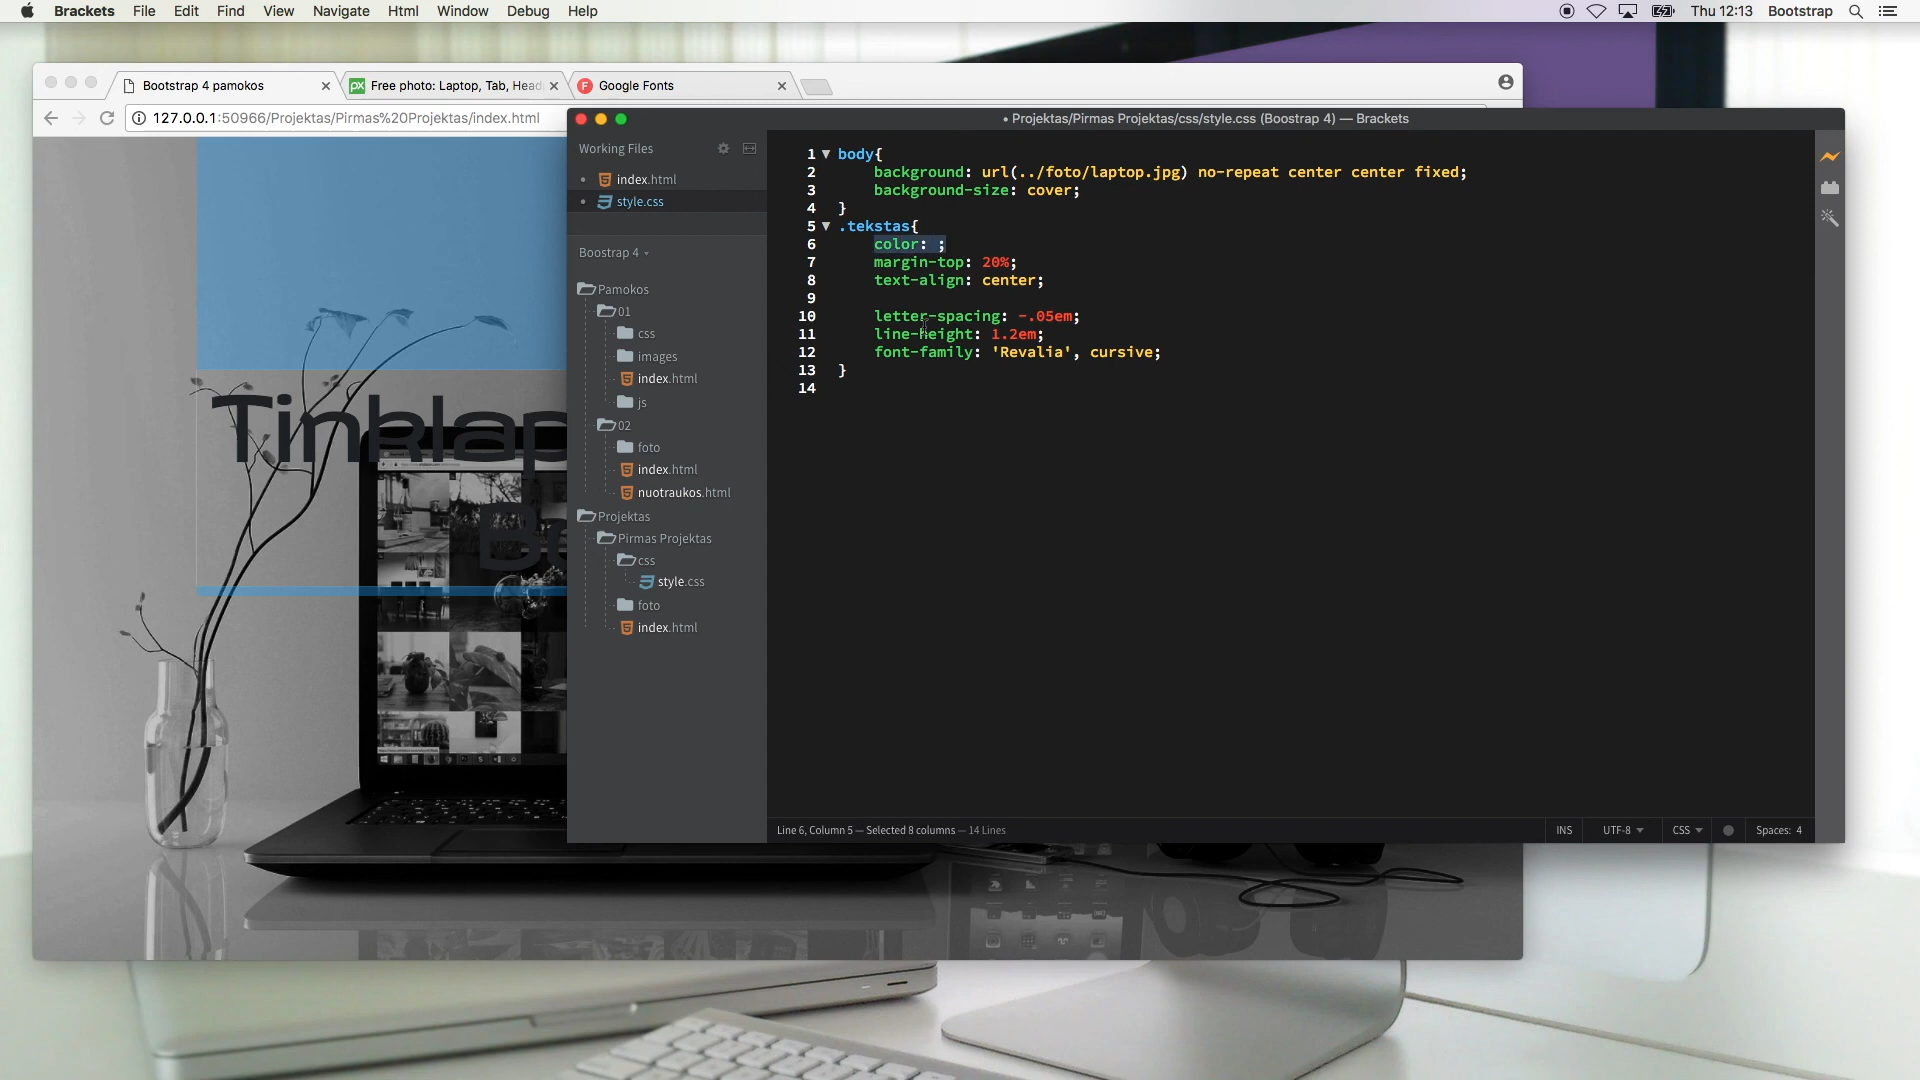 Brackets File Edit Find View Navigate Html Window Debug Help
Thu 12:13 Bootstrap
Bootstrap 4 pamokos
Free photo: Laptop, Tab, Head
Google Fonts
127.0.0.1:50966/Projektas/Pirmas%20Projektas/index.html
• Projektas/Pirmas Projektas/css/style.css (Boostrap 4) — Brackets
Working Files
index.html
style.css
Boostrap 4
Pamokos
01
css
images
index.html
js
02
foto
index.html
nuotraukos.html
Projektas
Pirmas Projektas
css
style.css
foto
index.html
1 body{
2 background: url(../foto/laptop.jpg) no-repeat center center fixed;
3 background-size: cover;
4 }
5 .tekstas{
6 color: ;
7 margin-top: 20%;
8 text-align: center;
9
10 letter-spacing: -.05em;
11 line-height: 1.2em;
12 font-family: 'Revalia', cursive;
13 }
14
Tinklap
Bo
Line 6, Column 5 — Selected 8 columns — 14 Lines
INS UTF-8 CSS Spaces: 4